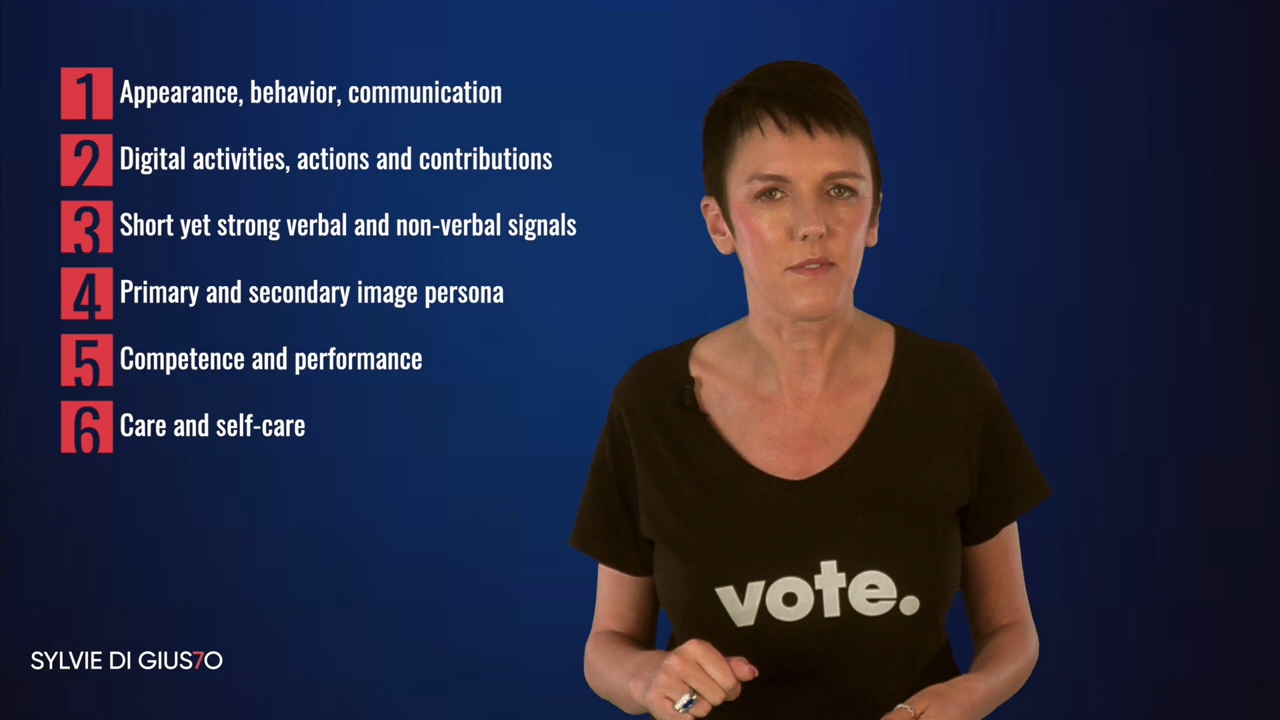 1 Appearance, behavior, communication
2 Digital activities, actions and contributions
3 Short yet strong verbal and non-verbal signals
4 Primary and secondary image persona
5 Competence and performance
6 Care and self-care
vote.
SYLVIE DI GIUS7O